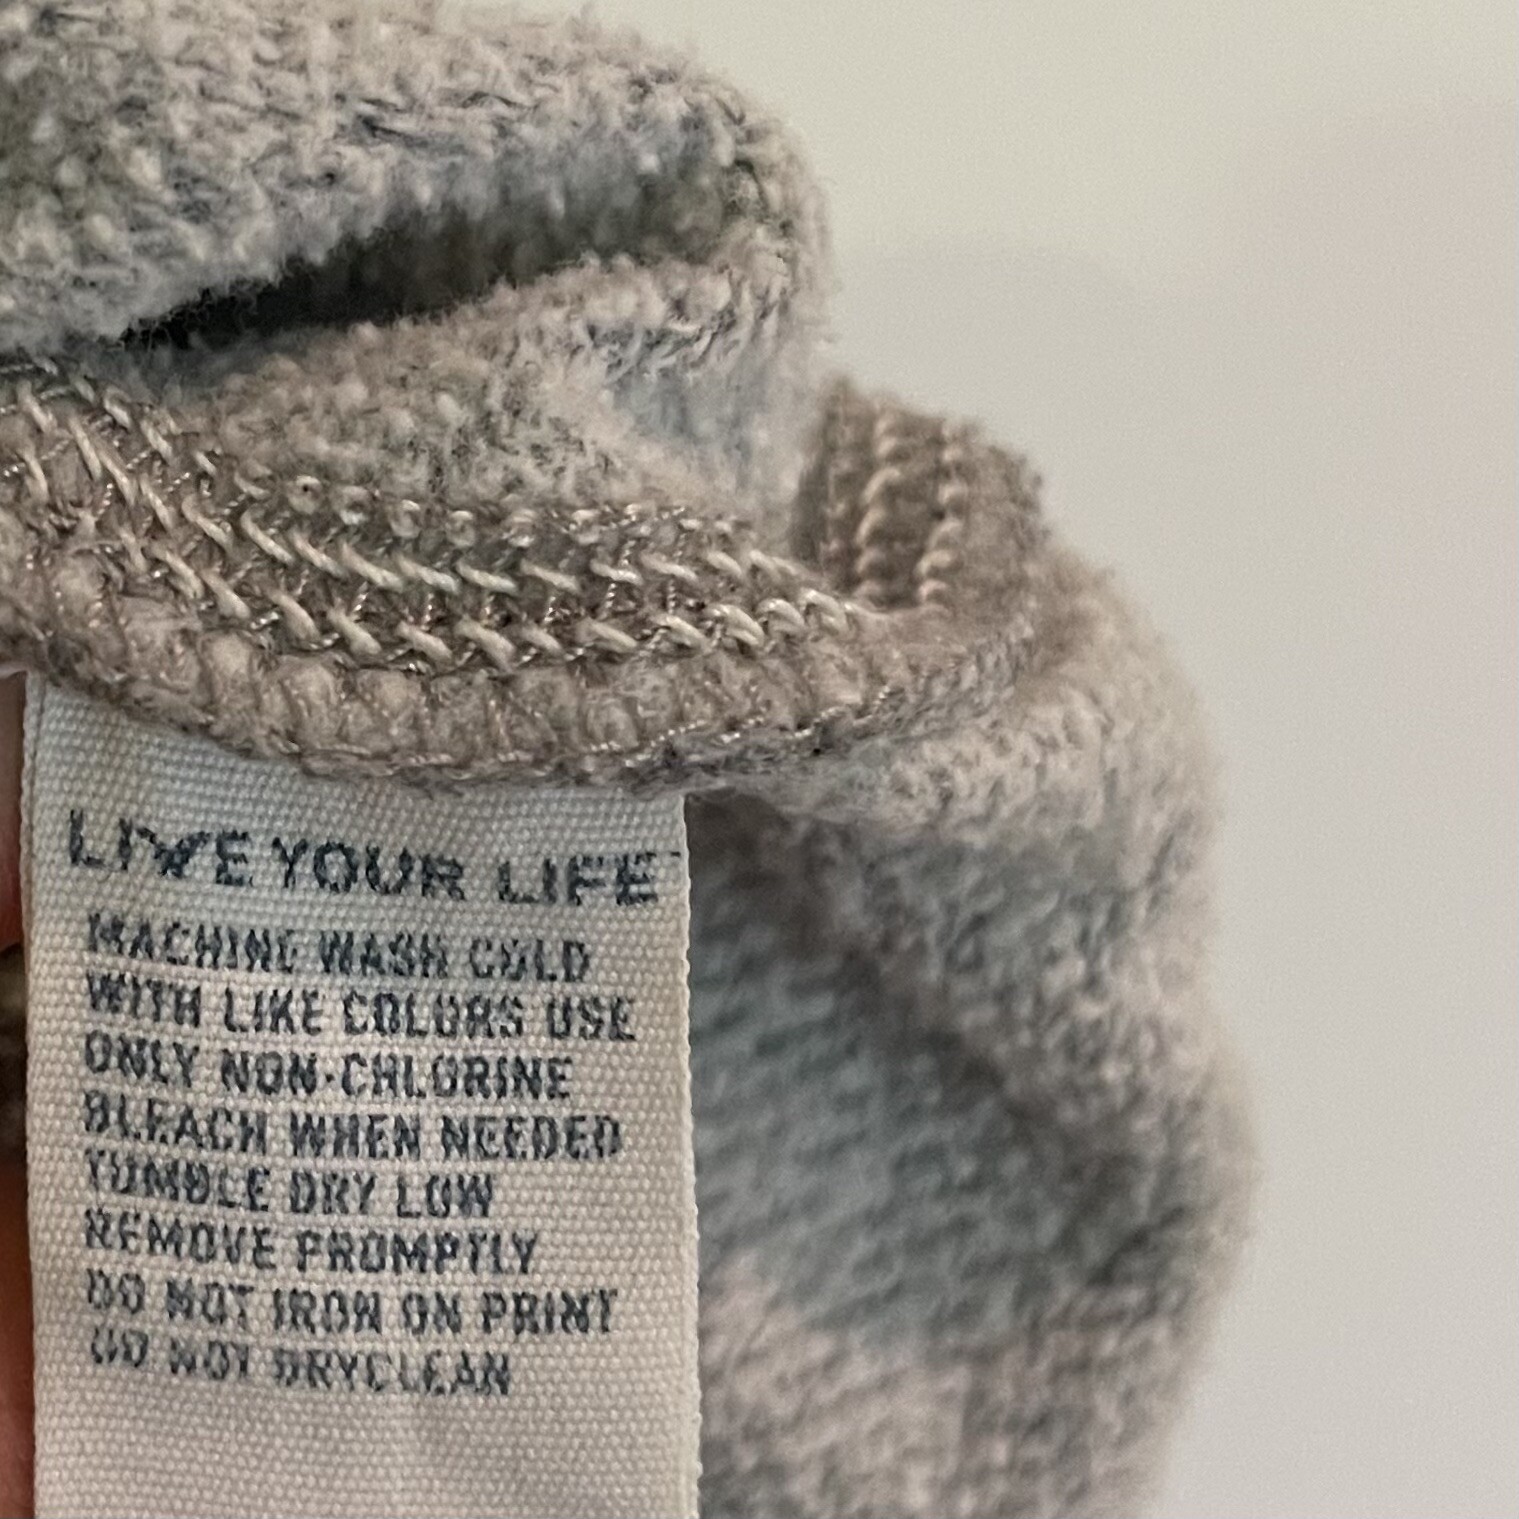 LIVE YOUR LIFE™
MACHINE WASH COLD
WITH LIKE COLORS USE
ONLY NON-CHLORINE
BLEACH WHEN NEEDED
TUMBLE DRY LOW
REMOVE PROMPTLY
DO NOT IRON ON PRINT
DO NOT DRYCLEAN